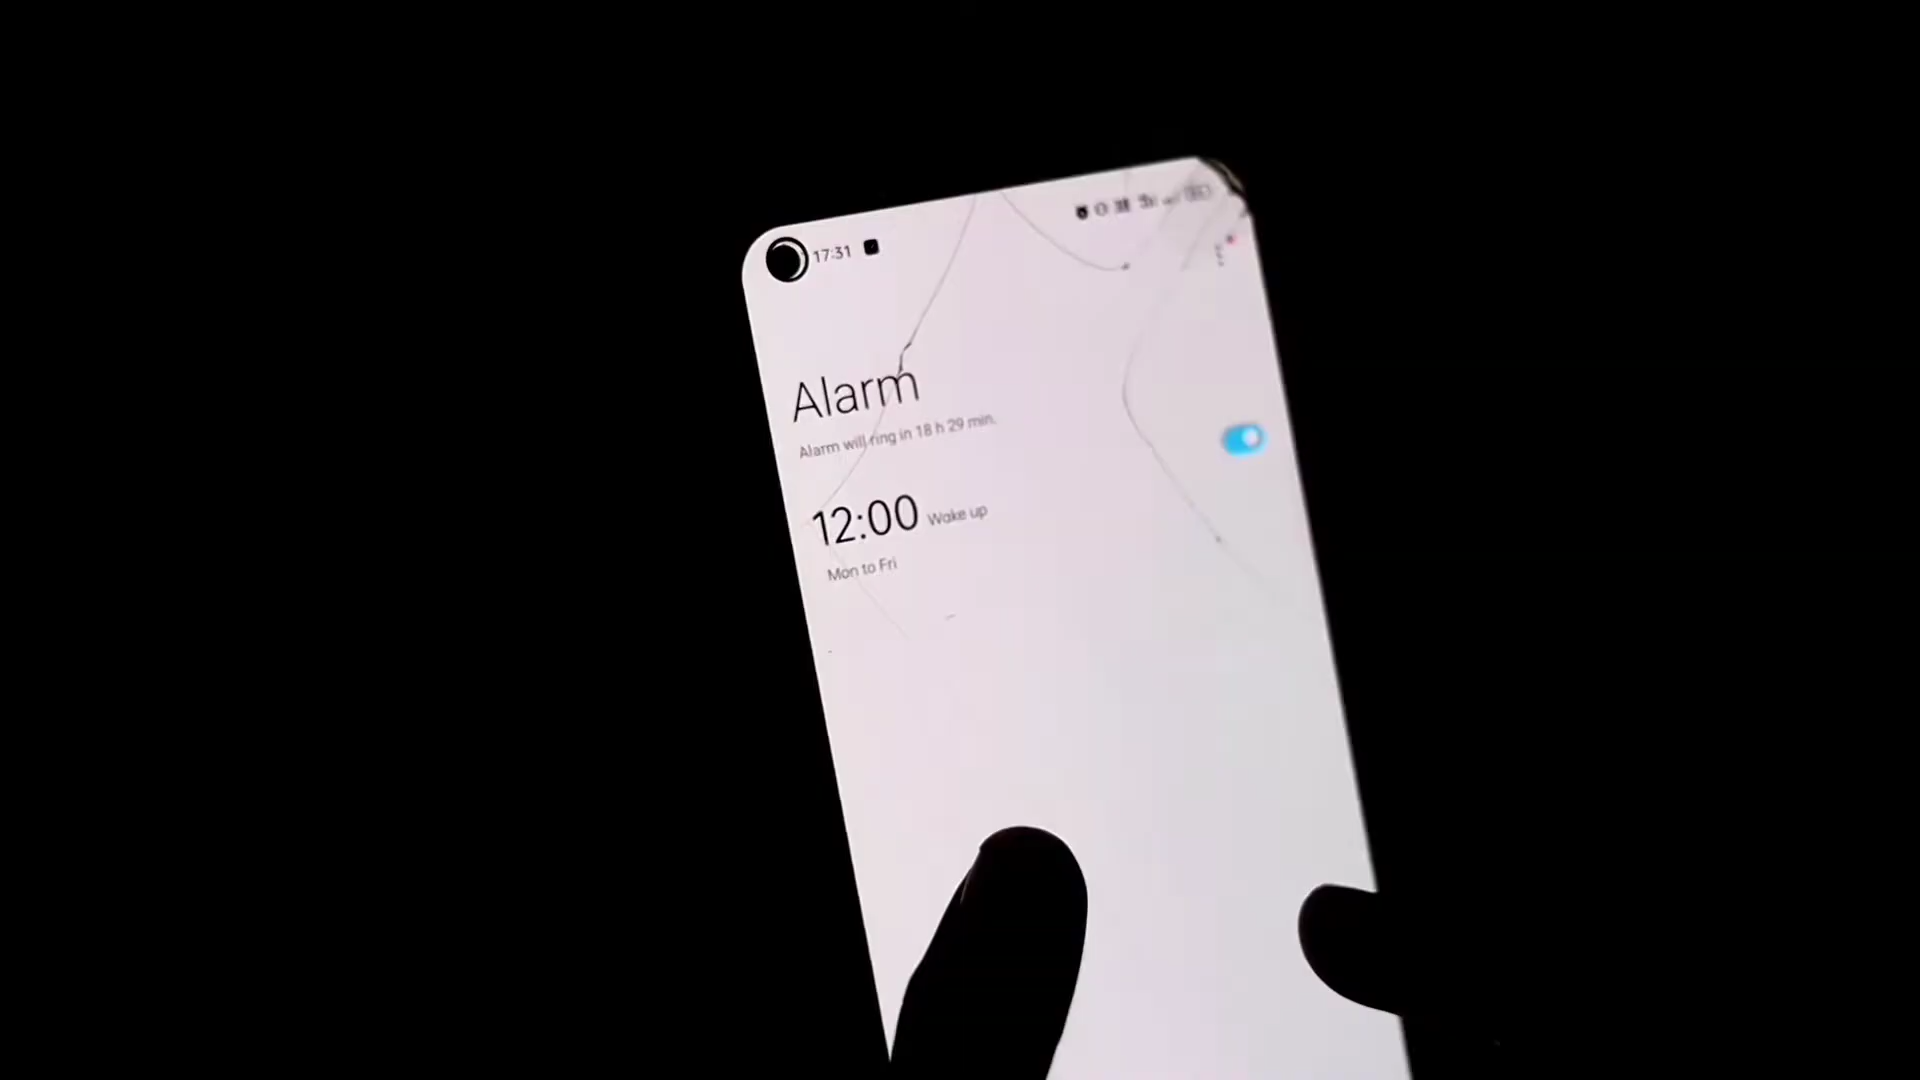 17:31
Alarm
Alarm will ring in 18 h 29 min.
12:00 Wake up
Mon to Fri